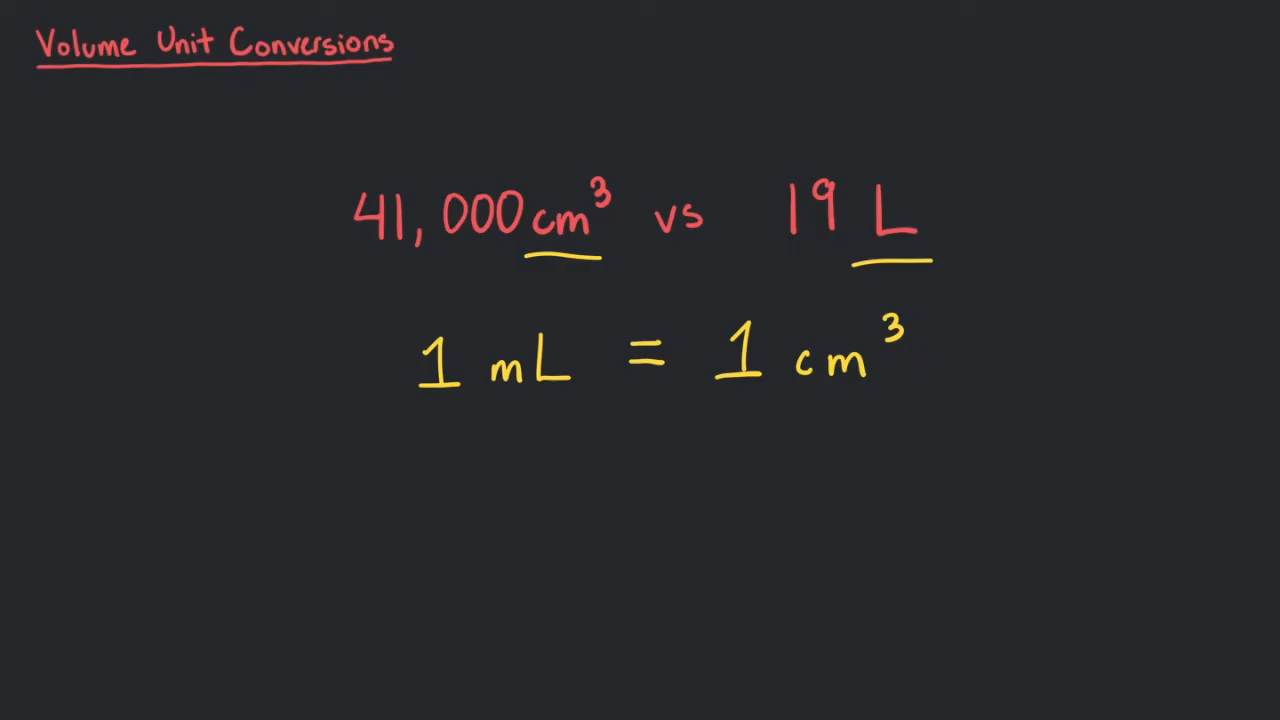 Volume Unit Conversions
41,000 cm³ vs 19 L
1 mL = 1 cm³